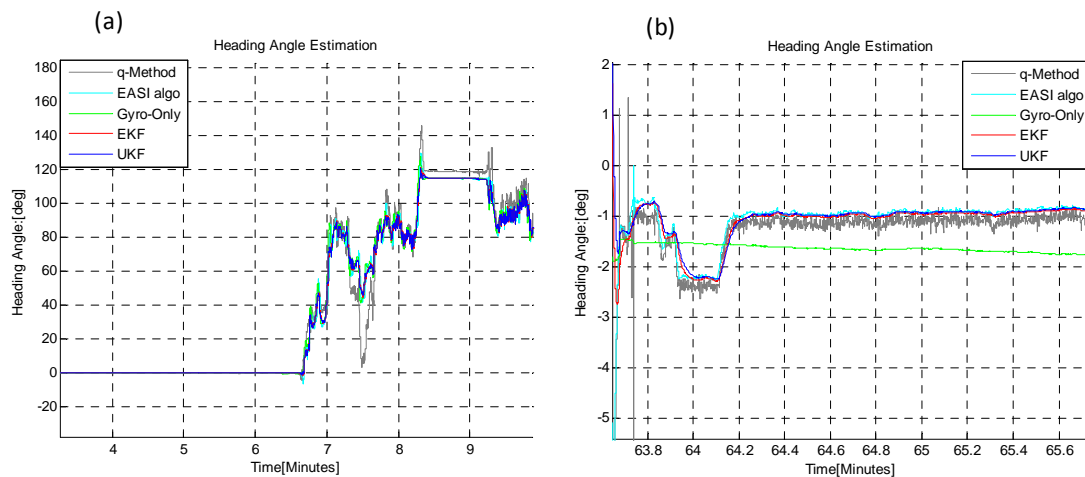 (a)
Heading Angle Estimation
Heading Angle:[deg]
180
160
140
120
100
80
60
40
20
0
-20
q-Method
EASI algo
Gyro-Only
EKF
UKF
4
5
6
7
8
9
Time[Minutes]
(b)
Heading Angle Estimation
Heading Angle:[deg]
2
1
0
-1
-2
-3
-4
-5
q-Method
EASI algo
Gyro-Only
EKF
UKF
63.8
64
64.2
64.4
64.6
64.8
65
65.2
65.4
65.6
Time[Minutes]